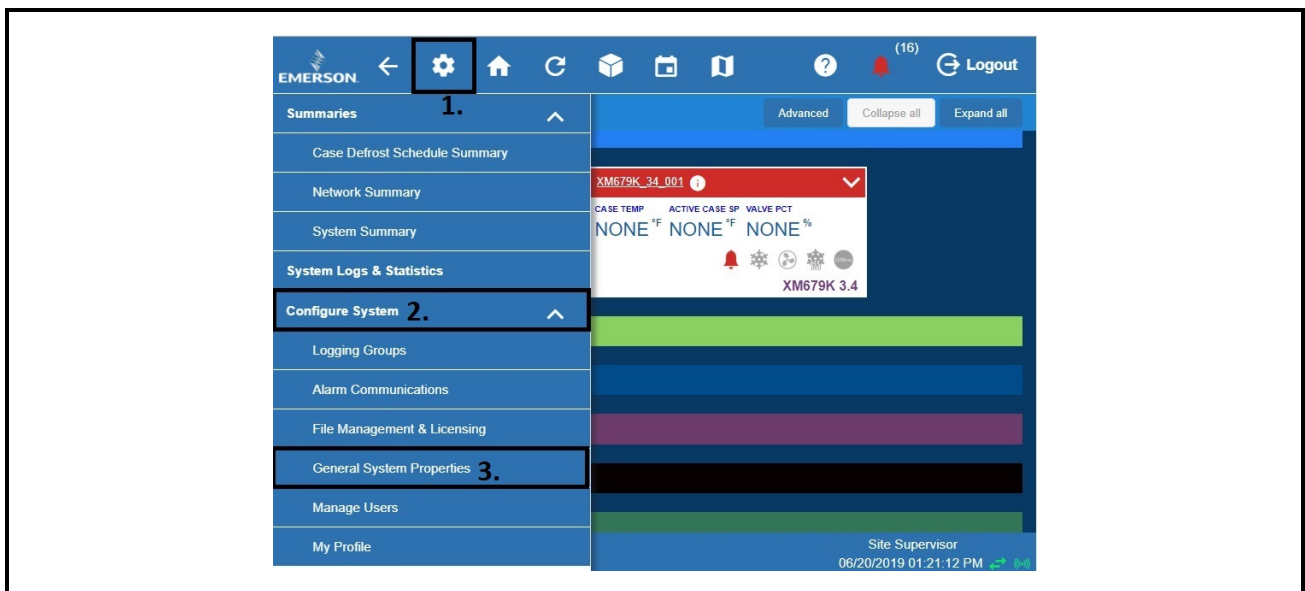 (16)
EMERSON. ? Logout
1.
Summaries
Advanced Collapse all Expand all
Case Defrost Schedule Summary
Network Summary
System Summary
System Logs & Statistics
Configure System 2.
Logging Groups
Alarm Communications
File Management & Licensing
General System Properties 3.
Manage Users
My Profile
XM679K_34_001 i
CASE TEMP ACTIVE CASE SP VALVE PCT
NONE °F NONE °F NONE %
XM679K 3.4
Site Supervisor
06/20/2019 01:21:12 PM